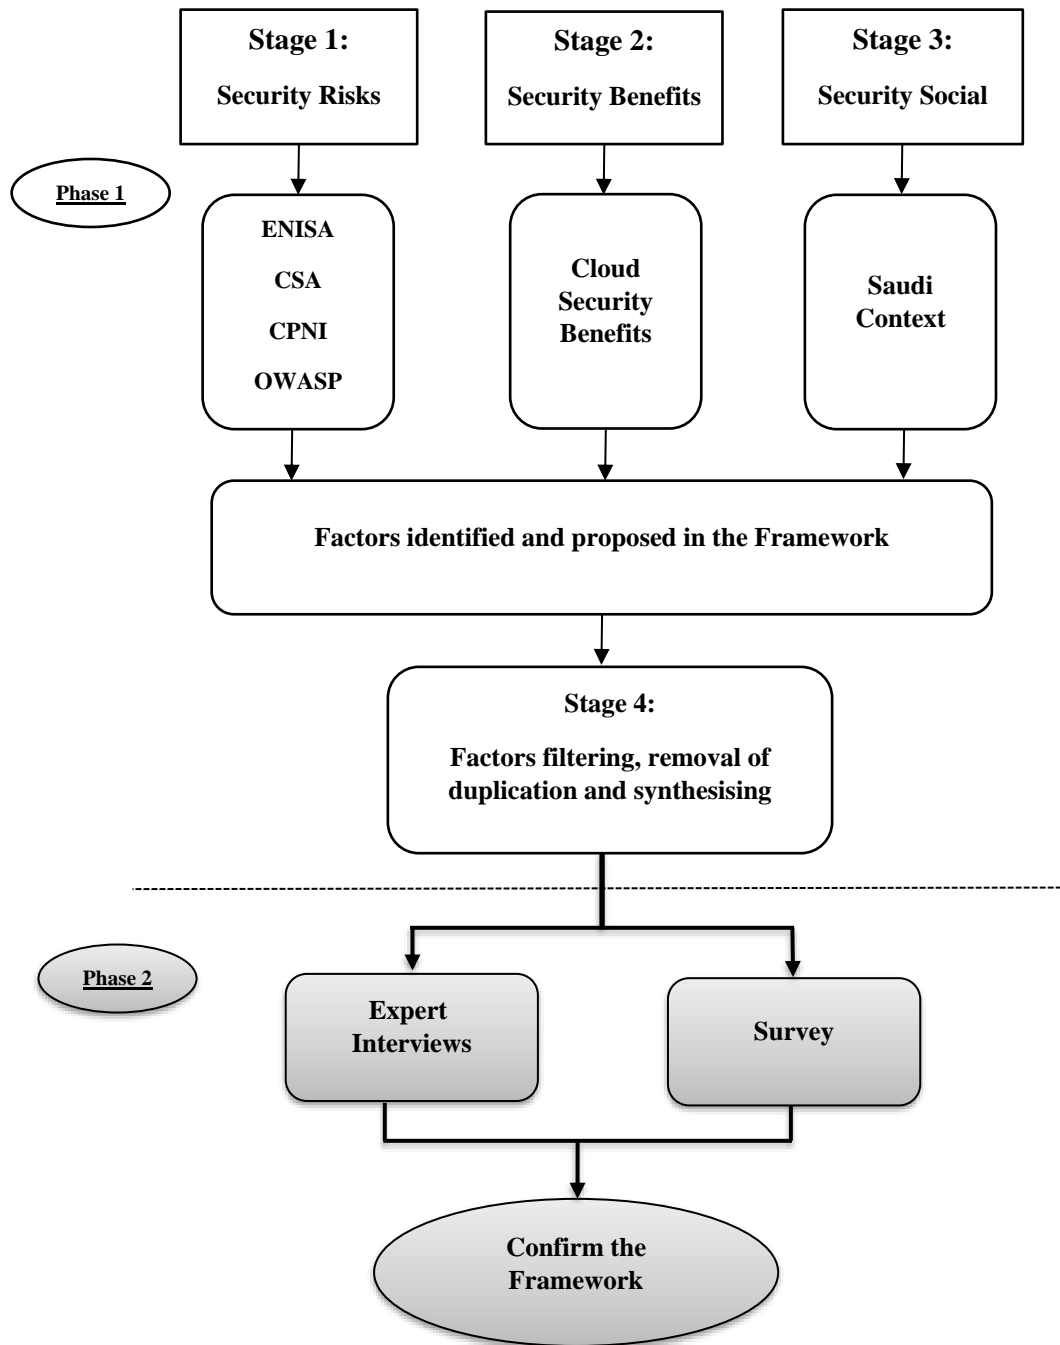 Stage 1:
Security Risks
Stage 2:
Security Benefits
Stage 3:
Security Social
Phase 1
ENISA
CSA
CPNI
OWASP
Cloud
Security
Benefits
Saudi
Context
Factors identified and proposed in the Framework
Stage 4:
Factors filtering, removal of
duplication and synthesising
Phase 2
Expert
Interviews
Survey
Confirm the
Framework